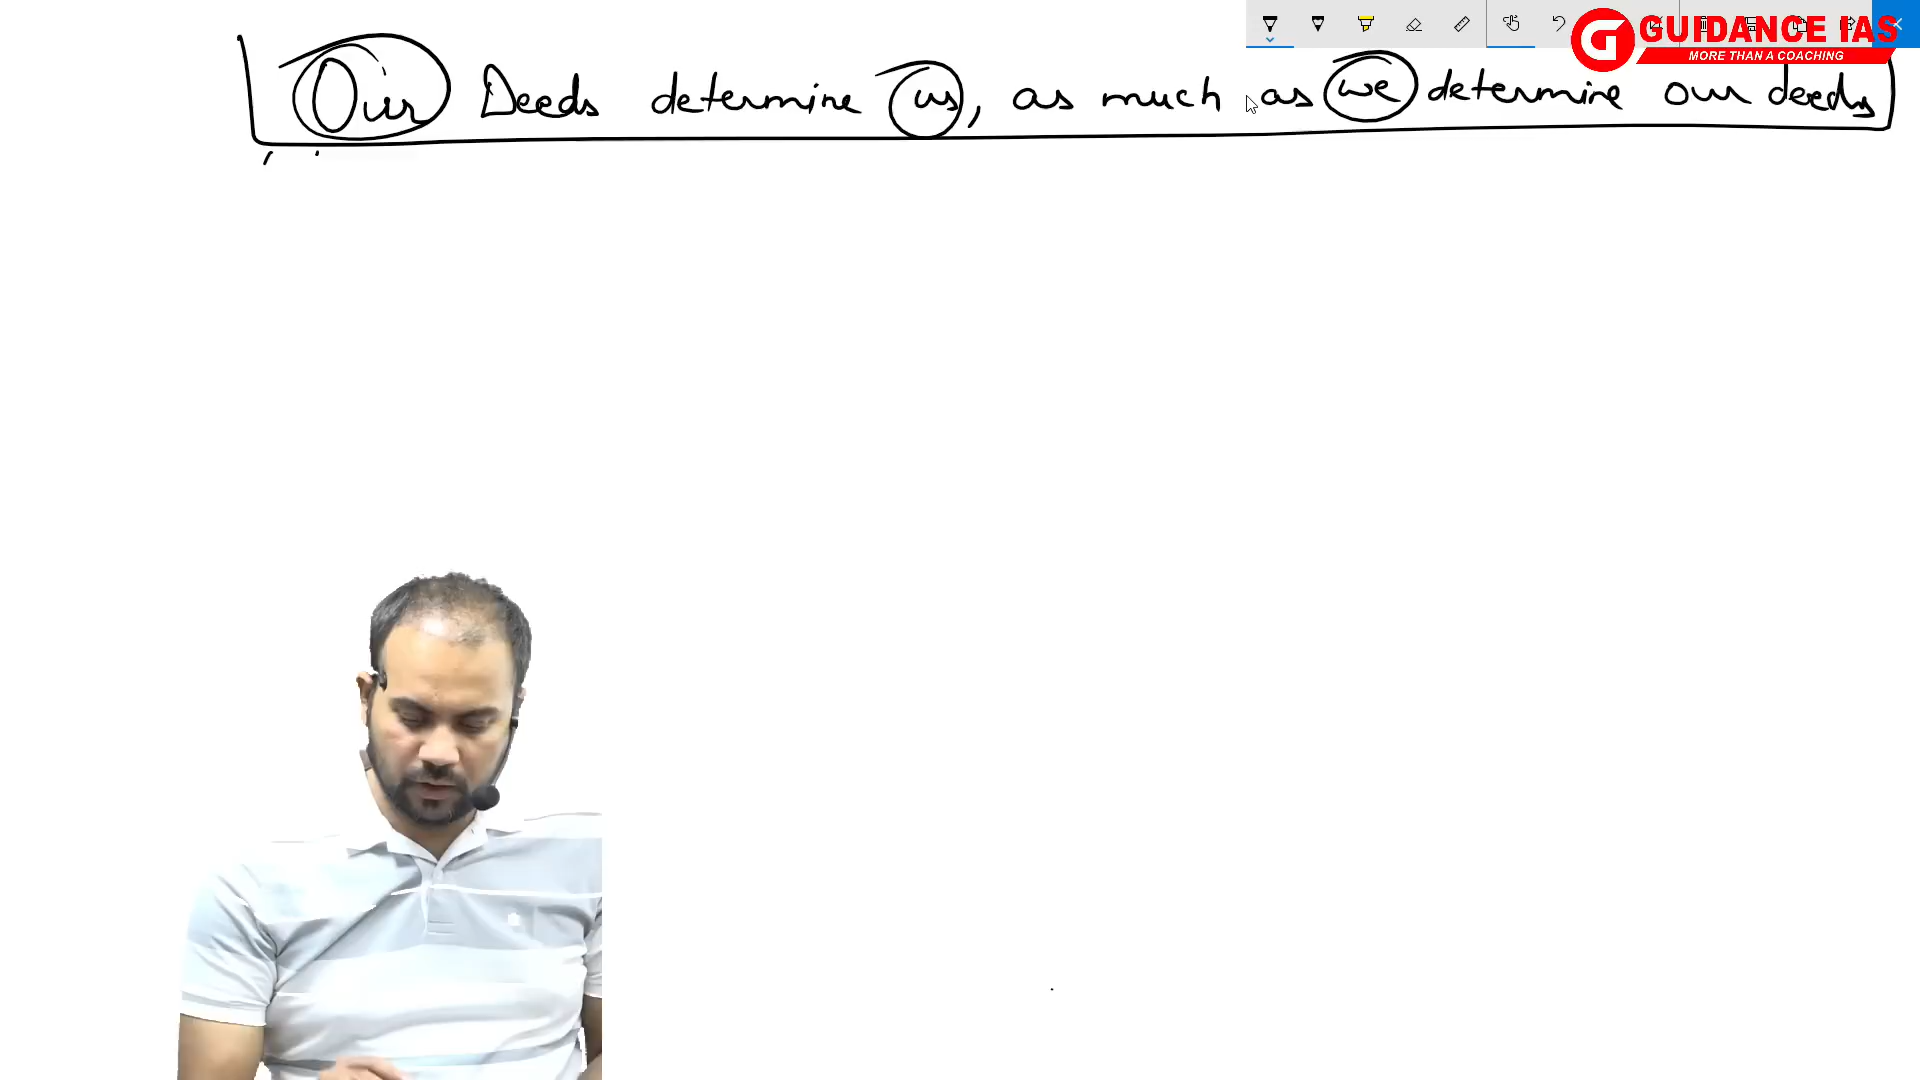 Our Deeds determine us, as much as we determine our deeds
GUIDANCE IAS
MORE THAN A COACHING